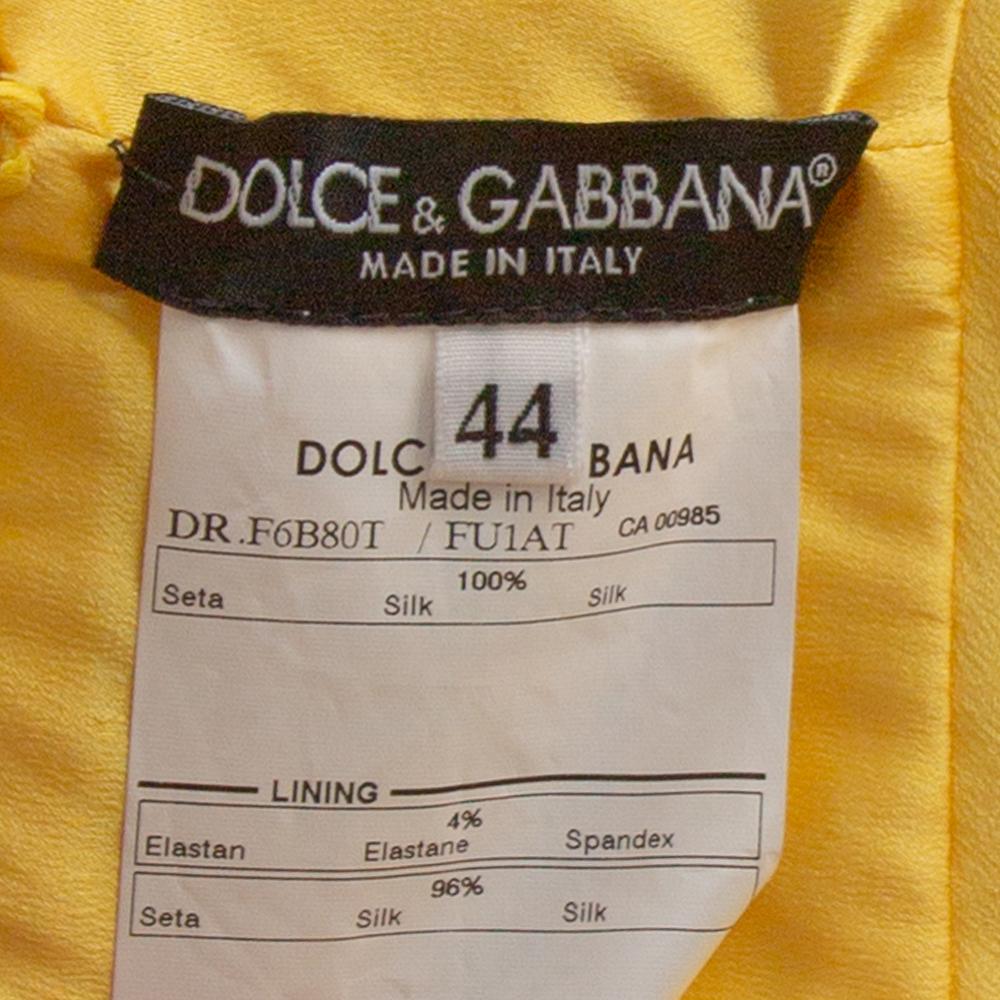 DOLCE & GABBANA®
MADE IN ITALY
44
DOLC BANA
Made in Italy
DR.F6B80T / FU1AT CA 00985
100%
Seta Silk Silk
LINING
4%
Elastan Elastane Spandex
96%
Seta Silk Silk